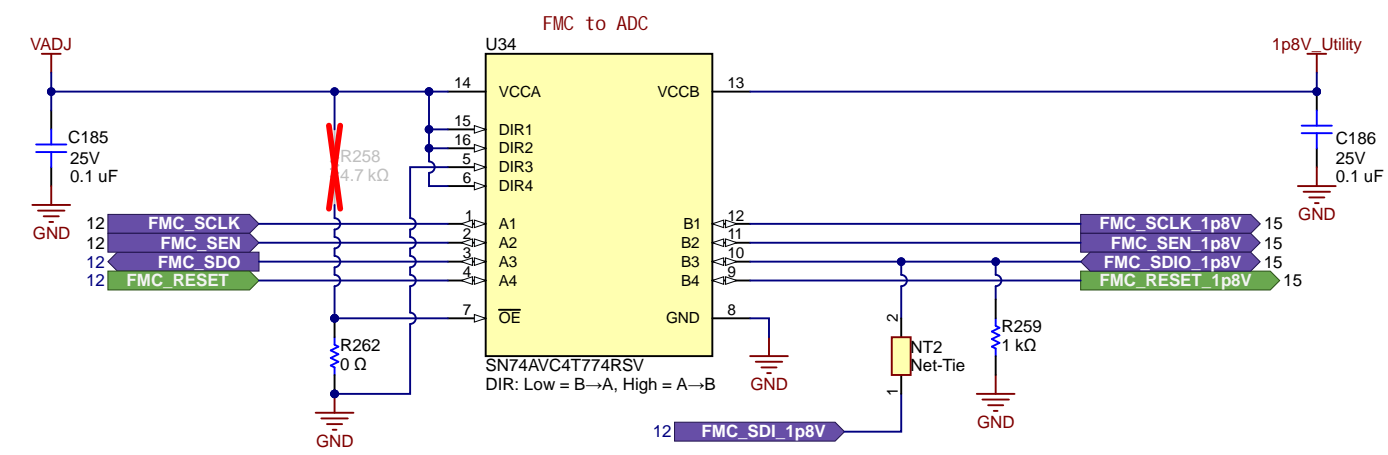 FMC to ADC
VADJ
U34
1p8V_Utility
14 VCCA VCCB 13
15 DIR1
16 DIR2
5 DIR3
6 DIR4
C185
25V
0.1 uF
GND
R258
4.7 kΩ
C186
25V
0.1 uF
GND
12 FMC_SCLK 1 A1 B1 12 FMC_SCLK_1p8V 15
12 FMC_SEN 2 A2 B2 11 FMC_SEN_1p8V 15
12 FMC_SDO 3 A3 B3 10 FMC_SDIO_1p8V 15
12 FMC_RESET 4 A4 B4 9 FMC_RESET_1p8V 15
7 OE GND 8
R262
0 Ω
GND
SN74AVC4T774RSV
DIR: Low = B→A, High = A→B
GND
2
NT2
Net-Tie
1
R259
1 kΩ
GND
12 FMC_SDI_1p8V